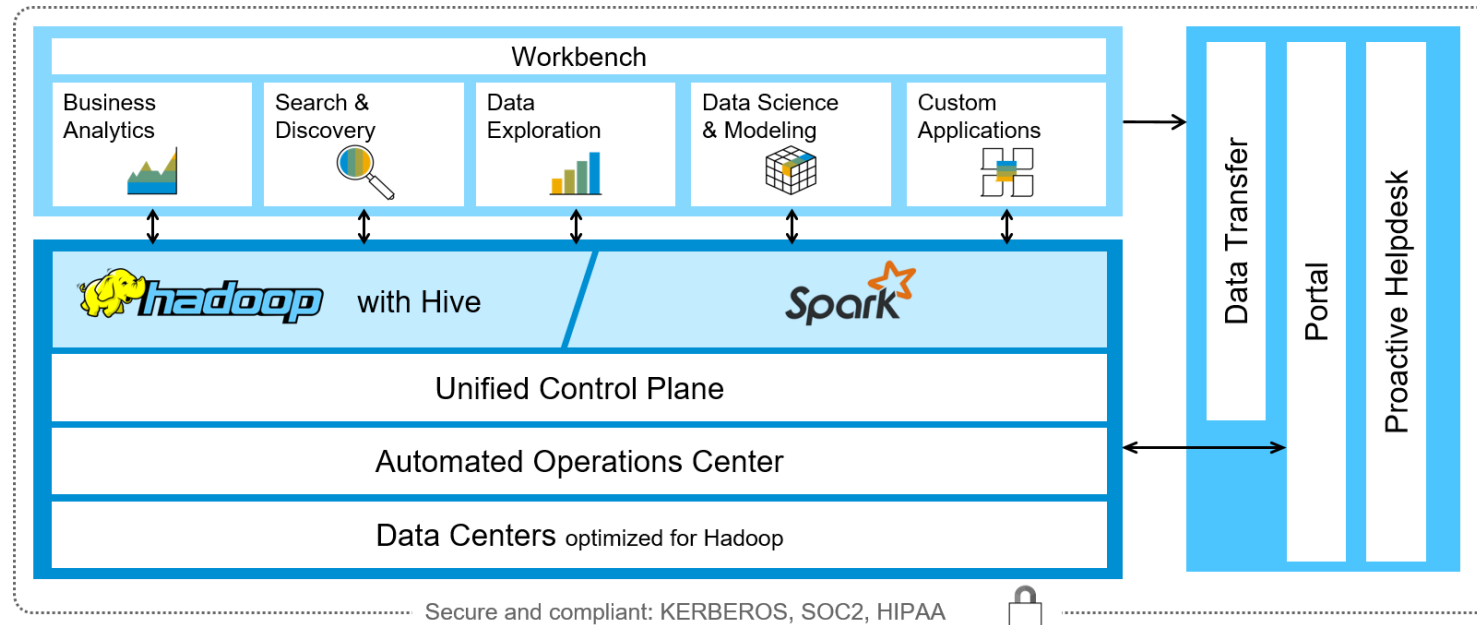 Workbench
Business
Analytics
Search &
Discovery
Data
Exploration
Data Science
& Modeling
Custom
Applications
hadoop with Hive
Spark
Unified Control Plane
Automated Operations Center
Data Centers optimized for Hadoop
Data Transfer
Portal
Proactive Helpdesk
Secure and compliant: KERBEROS, SOC2, HIPAA